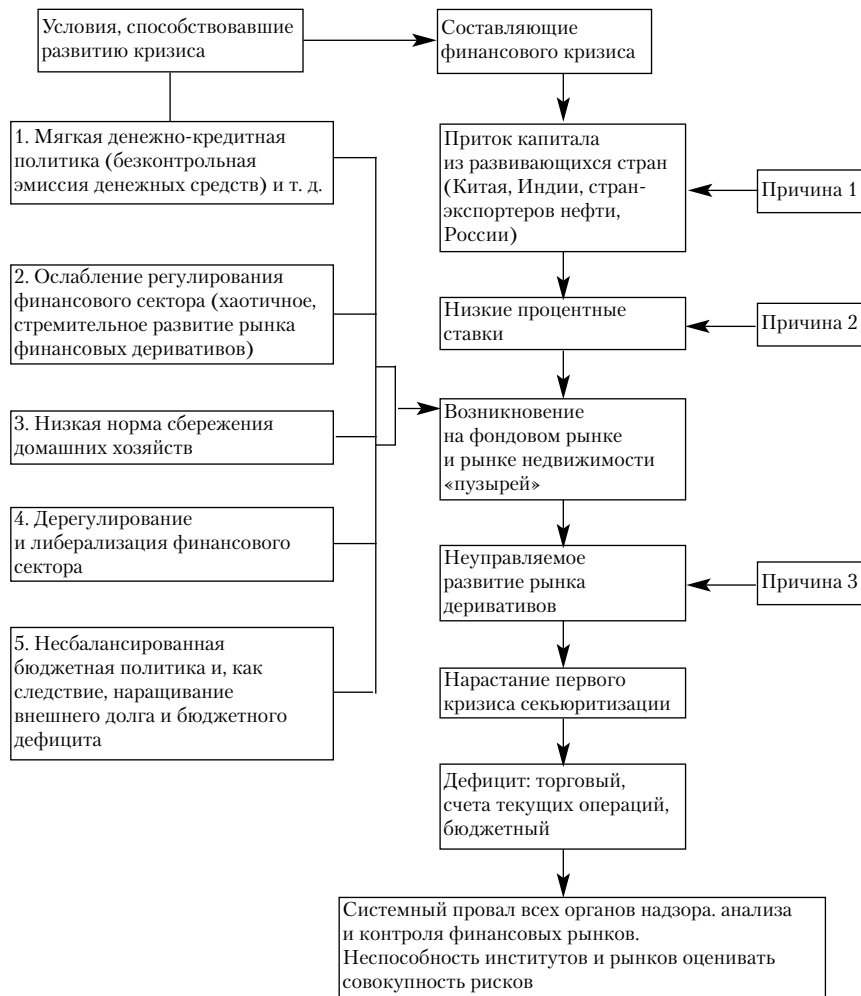 Условия, способствовавшие
развитию кризиса
Составляющие
финансового кризиса
1. Мягкая денежно-кредитная
политика (безконтрольная
эмиссия денежных средств) и т. д.
2. Ослабление регулирования
финансового сектора (хаотичное,
стремительное развитие рынка
финансовых деривативов)
3. Низкая норма сбережения
домашних хозяйств
4. Дерегулирование
и либерализация финансового
сектора
5. Несбалансированная
бюджетная политика и, как
следствие, наращивание
внешнего долга и бюджетного
дефицита
Приток капитала
из развивающихся стран
(Китая, Индии, стран-
экспортеров нефти,
России)
Причина 1
Низкие процентные
ставки
Причина 2
Возникновение
на фондовом рынке
и рынке недвижимости
«пузырей»
Неуправляемое
развитие рынка
деривативов
Причина 3
Нарастание первого
кризиса секьюритизации
Дефицит: торговый,
счета текущих операций,
бюджетный
Системный провал всех органов надзора. анализа
и контроля финансовых рынков.
Неспособность институтов и рынков оценивать
совокупность рисков